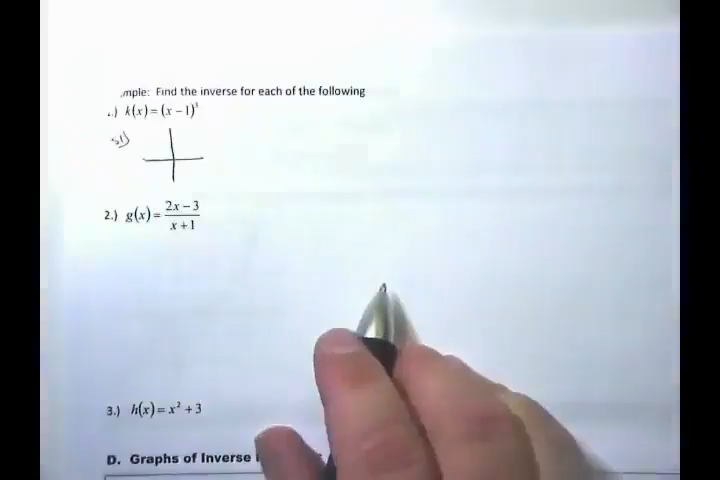 mple: Find the inverse for each of the following
.) k(x) = (x − 1)³
S1)
2.) g(x) = 2x − 3 / x + 1
3.) h(x) = x² + 3
D. Graphs of Inverse